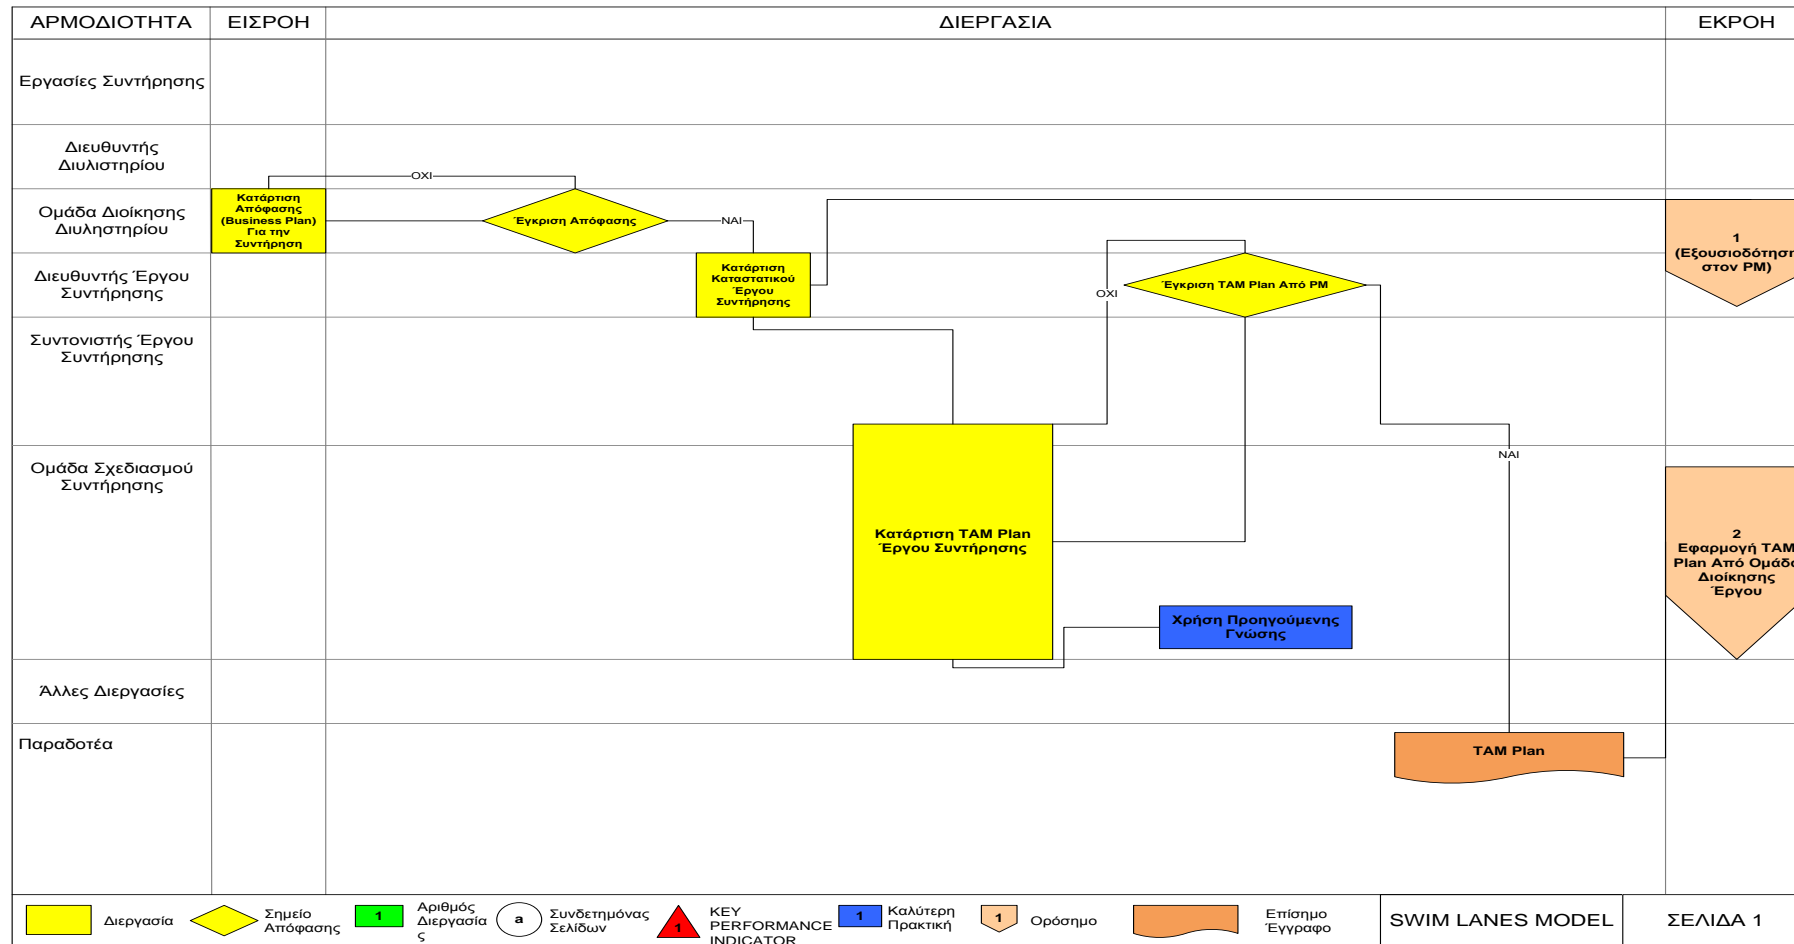 ΑΡΜΟΔΙΟΤΗΤΑ
ΕΙΣΡΟΗ
ΔΙΕΡΓΑΣΙΑ
ΕΚΡΟΗ
Εργασίες Συντήρησης
Διευθυντής
Διυλιστηρίου
ΟΧΙ
Ομάδα Διοίκησης
Διυληστηρίου
Κατάρτιση
Απόφασης
(Business Plan)
Για την
Συντήρηση
Έγκριση Απόφασης
ΝΑΙ
1
(Εξουσιοδότηση
στον PM)
Διευθυντής Έργου
Συντήρησης
Κατάρτιση
Καταστατικού
Έργου
Συντήρησης
Έγκριση TAM Plan Από PM
ΟΧΙ
Συντονιστής Έργου
Συντήρησης
ΝΑΙ
Ομάδα Σχεδιασμού
Συντήρησης
Κατάρτιση TAM Plan
Έργου Συντήρησης
2
Εφαρμογή TAM
Plan Από Ομάδα
Διοίκησης
Έργου
Χρήση Προηγούμενης
Γνώσης
Άλλες Διεργασίες
Παραδοτέα
TAM Plan
Διεργασία
Σημείο
Απόφασης
1
Αριθμός
Διεργασία
ς
a
Συνδετημόνας
Σελίδων
1
KEY
PERFORMANCE
INDICATOR
1
Καλύτερη
Πρακτική
1
Ορόσημο
Επίσημο
Έγγραφο
SWIM LANES MODEL
ΣΕΛΙΔΑ 1